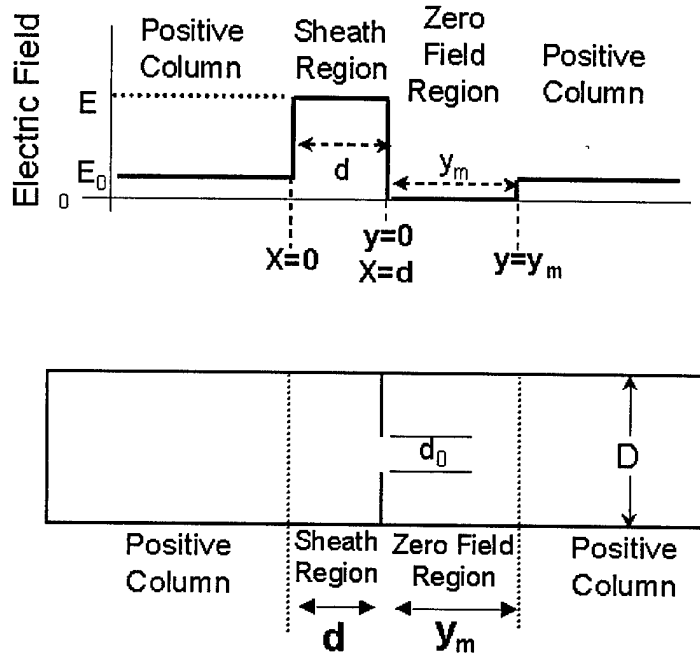 Positive
Column
Sheath
Region
Zero
Field
Region
Positive
Column
Electric Field
E
E₀
0
d
yₘ
X=0
y=0
X=d
y=yₘ
d₀
D
Positive
Column
Sheath
Region
Zero Field
Region
Positive
Column
d
yₘ